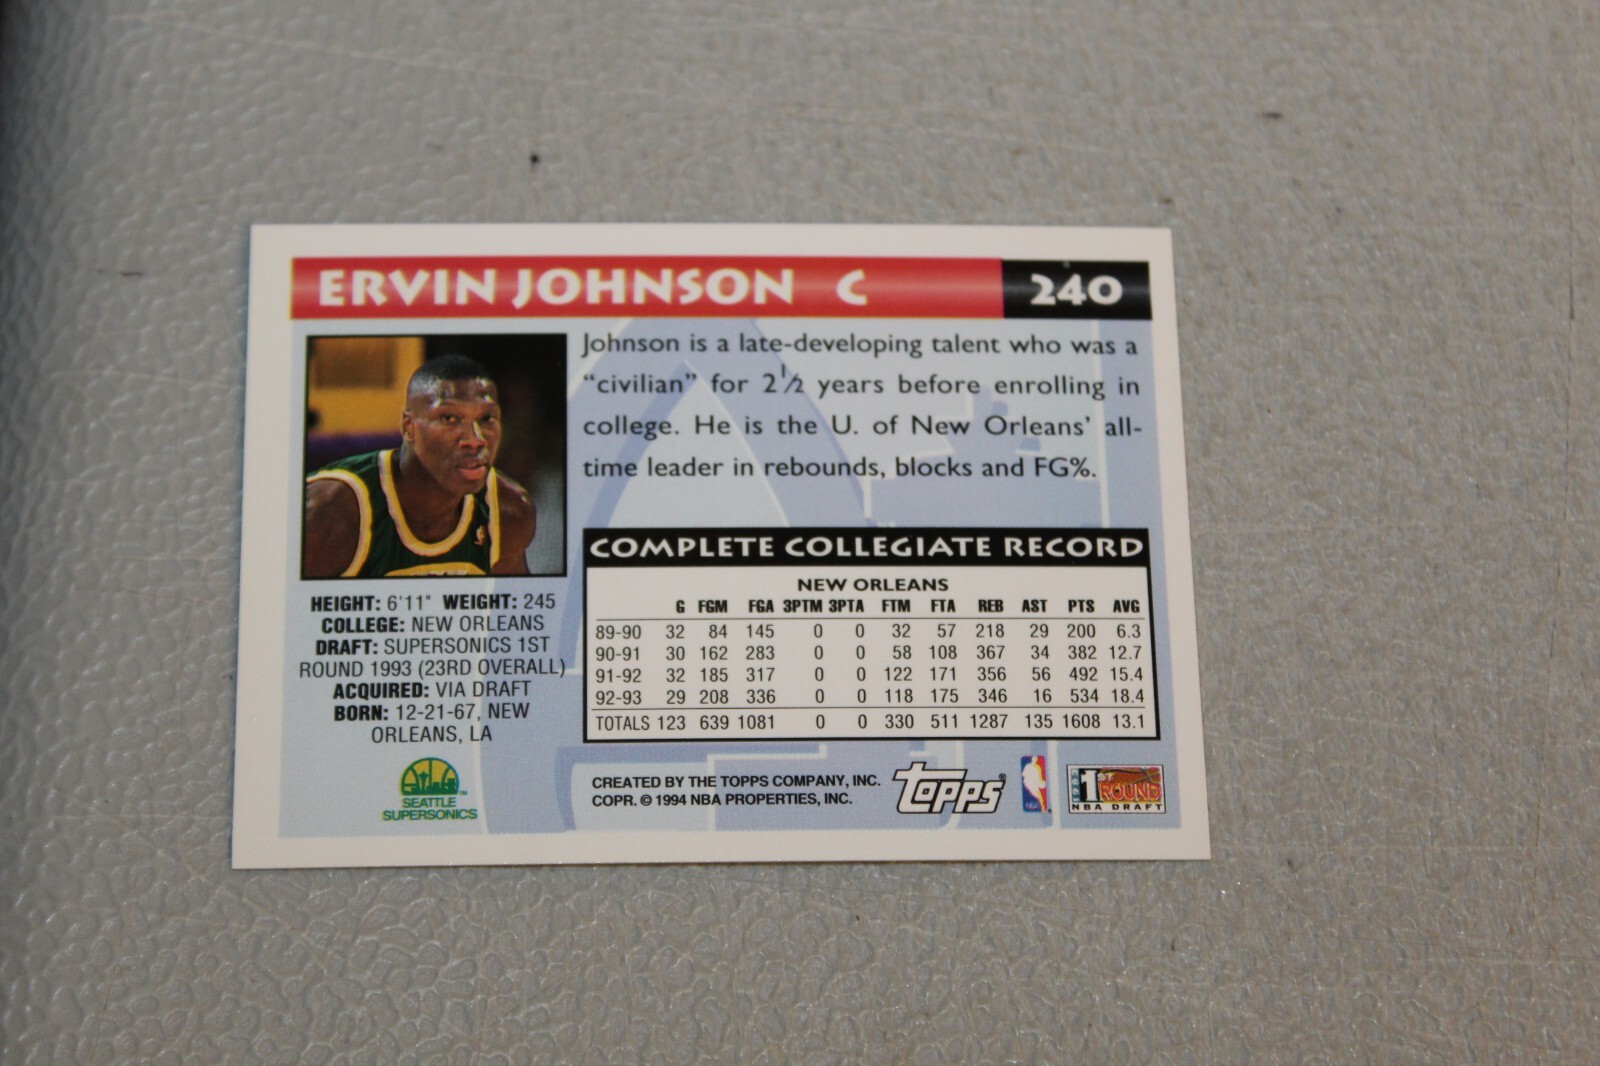 ERVIN JOHNSON C 240
Johnson is a late-developing talent who was a
“civilian” for 2½ years before enrolling in
college. He is the U. of New Orleans’ all-
time leader in rebounds, blocks and FG%.
HEIGHT: 6'11" WEIGHT: 245
COLLEGE: NEW ORLEANS
DRAFT: SUPERSONICS 1ST
ROUND 1993 (23RD OVERALL)
ACQUIRED: VIA DRAFT
BORN: 12-21-67, NEW
ORLEANS, LA
SEATTLE
SUPERSONICS
COMPLETE COLLEGIATE RECORD
NEW ORLEANS
G FGM FGA 3PTM 3PTA FTM FTA REB AST PTS AVG
89-90 32 84 145 0 0 32 57 218 29 200 6.3
90-91 30 162 283 0 0 58 108 367 34 382 12.7
91-92 32 185 317 0 0 122 171 356 56 492 15.4
92-93 29 208 336 0 0 118 175 346 16 534 18.4
TOTALS 123 639 1081 0 0 330 511 1287 135 1608 13.1
CREATED BY THE TOPPS COMPANY, INC.
COPR. © 1994 NBA PROPERTIES, INC.
topps®
NBA
1ST
ROUND
NBA DRAFT